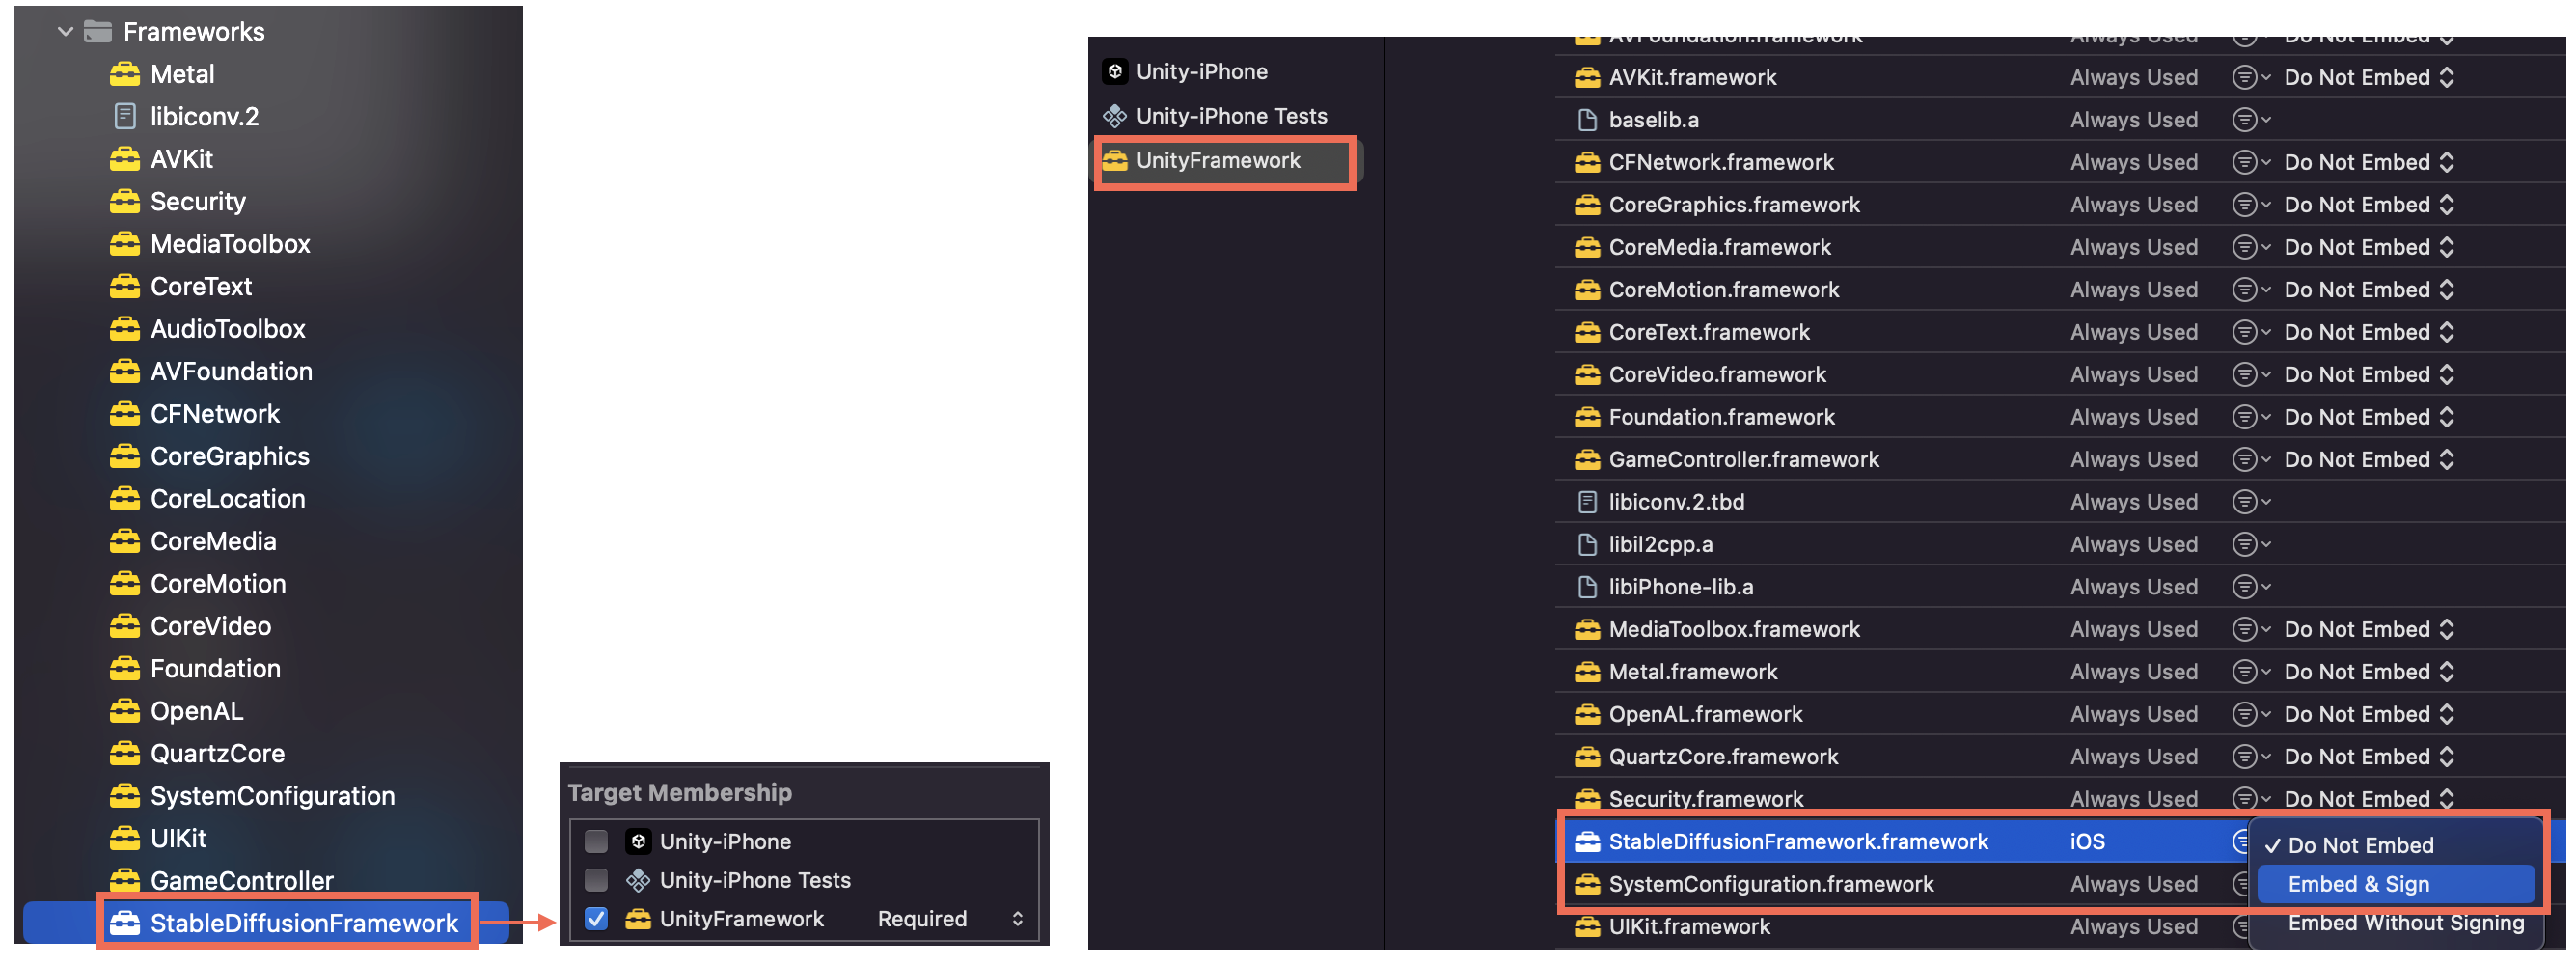 Frameworks
Metal
libiconv.2
AVKit
Security
MediaToolbox
CoreText
AudioToolbox
AVFoundation
CFNetwork
CoreGraphics
CoreLocation
CoreMedia
CoreMotion
CoreVideo
Foundation
OpenAL
QuartzCore
SystemConfiguration
UIKit
GameController
StableDiffusionFramework
Target Membership
Unity-iPhone
Unity-iPhone Tests
UnityFramework Required
Unity-iPhone
Unity-iPhone Tests
UnityFramework
AVFoundation.framework Always Used Do Not Embed
AVKit.framework Always Used Do Not Embed
baselib.a Always Used
CFNetwork.framework Always Used Do Not Embed
CoreGraphics.framework Always Used Do Not Embed
CoreMedia.framework Always Used Do Not Embed
CoreMotion.framework Always Used Do Not Embed
CoreText.framework Always Used Do Not Embed
CoreVideo.framework Always Used Do Not Embed
Foundation.framework Always Used Do Not Embed
GameController.framework Always Used Do Not Embed
libiconv.2.tbd Always Used
libil2cpp.a Always Used
libiPhone-lib.a Always Used
MediaToolbox.framework Always Used Do Not Embed
Metal.framework Always Used Do Not Embed
OpenAL.framework Always Used Do Not Embed
QuartzCore.framework Always Used Do Not Embed
Security.framework Always Used Do Not Embed
StableDiffusionFramework.framework iOS Do Not Embed
SystemConfiguration.framework Always Used Embed & Sign
UIKit.framework Always Used Embed Without Signing